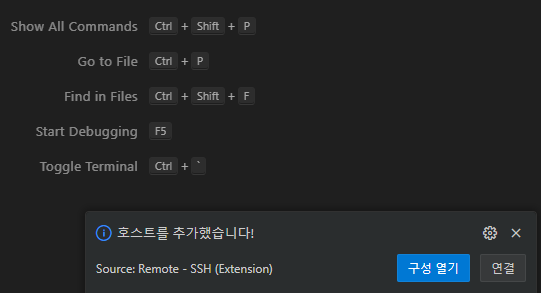 Show All Commands Ctrl + Shift + P
Go to File Ctrl + P
Find in Files Ctrl + Shift + F
Start Debugging F5
Toggle Terminal Ctrl + `
호스트를 추가했습니다!
Source: Remote - SSH (Extension) 구성 열기 연결